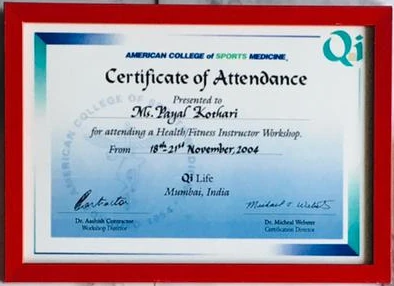 Qi
AMERICAN COLLEGE of SPORTS MEDICINE
Certificate of Attendance
Presented to
Ms. Payal Kothari
for attending a Health/Fitness Instructor Workshop.
From 18th-21st November, 2004
Qi Life
Mumbai, India
Dr. Aashish Contractor
Workshop Director
Dr. Micheal Webster
Certification Director